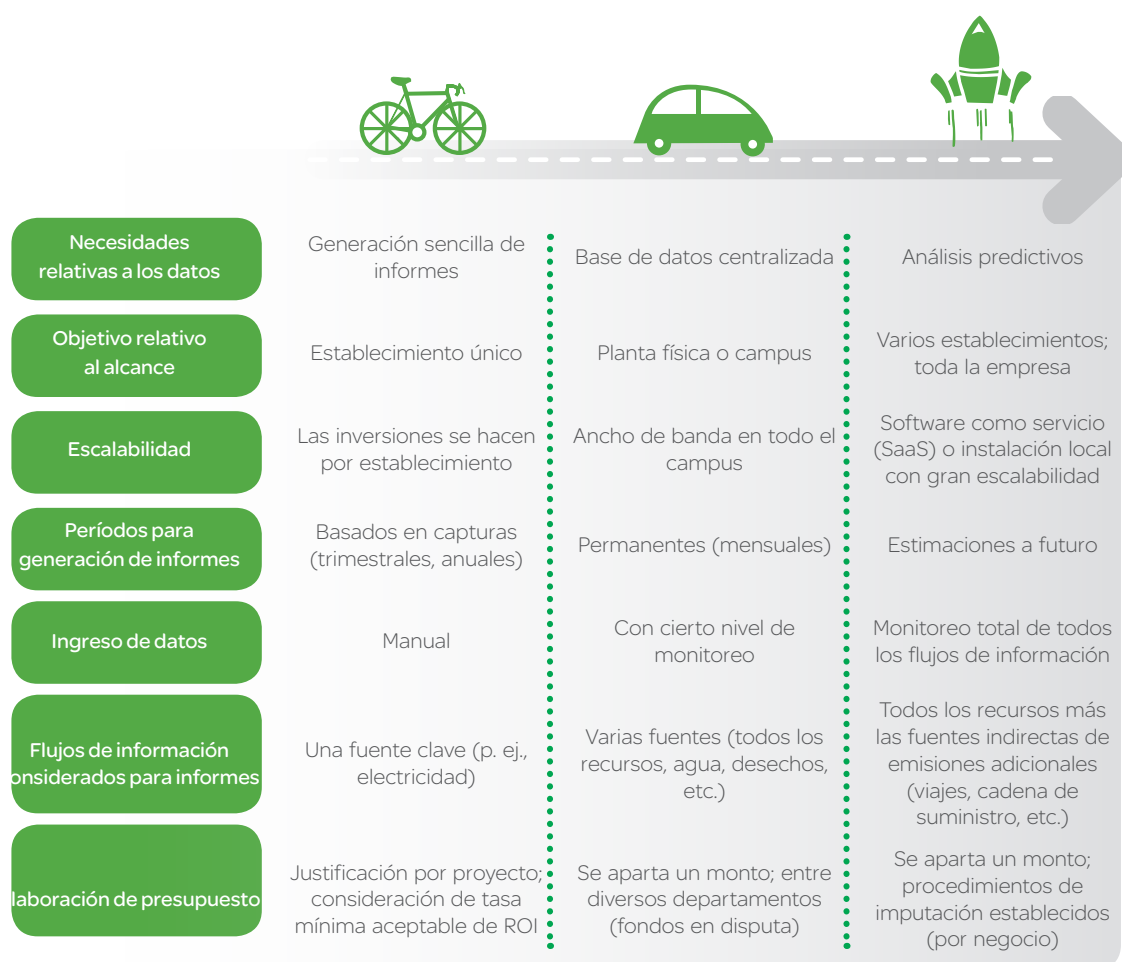 Necesidades
relativas a los datos
Generación sencilla de
informes
Base de datos centralizada
Análisis predictivos
Objetivo relativo
al alcance
Establecimiento único
Planta física o campus
Varios establecimientos;
toda la empresa
Escalabilidad
Las inversiones se hacen
por establecimiento
Ancho de banda en todo el
campus
Software como servicio
(SaaS) o instalación local
con gran escalabilidad
Períodos para
generación de informes
Basados en capturas
(trimestrales, anuales)
Permanentes (mensuales)
Estimaciones a futuro
Ingreso de datos
Manual
Con cierto nivel de
monitoreo
Monitoreo total de todos
los flujos de información
Flujos de información
onsiderados para informes
Una fuente clave (p. ej.,
electricidad)
Varias fuentes (todos los
recursos, agua, desechos,
etc.)
Todos los recursos más
las fuentes indirectas de
emisiones adicionales
(viajes, cadena de
suministro, etc.)
laboración de presupuesto
Justificación por proyecto;
consideración de tasa
mínima aceptable de ROI
Se aparta un monto; entre
diversos departamentos
(fondos en disputa)
Se aparta un monto;
procedimientos de
imputación establecidos
(por negocio)